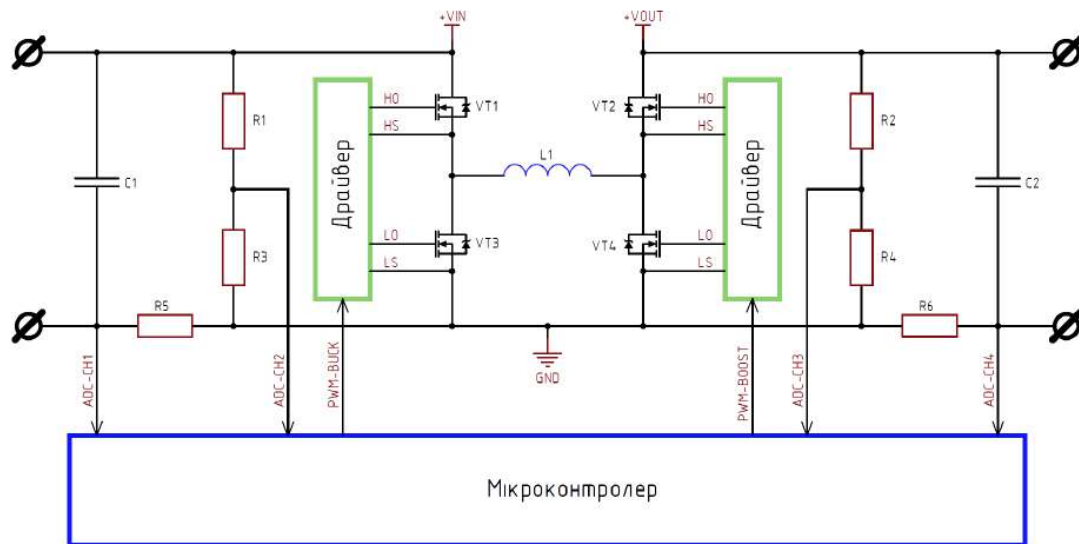 +VIN
+VOUT
R1
HO
HS
VT1
VT2
HO
HS
R2
C1
Драйвер
L1
Драйвер
C2
R3
LO
LS
VT3
VT4
LO
LS
R4
R5
R6
ADC-CH1
ADC-CH2
PWM-BUCK
GND
PWM-BOOST
ADC-CH3
ADC-CH4
Мікроконтролер